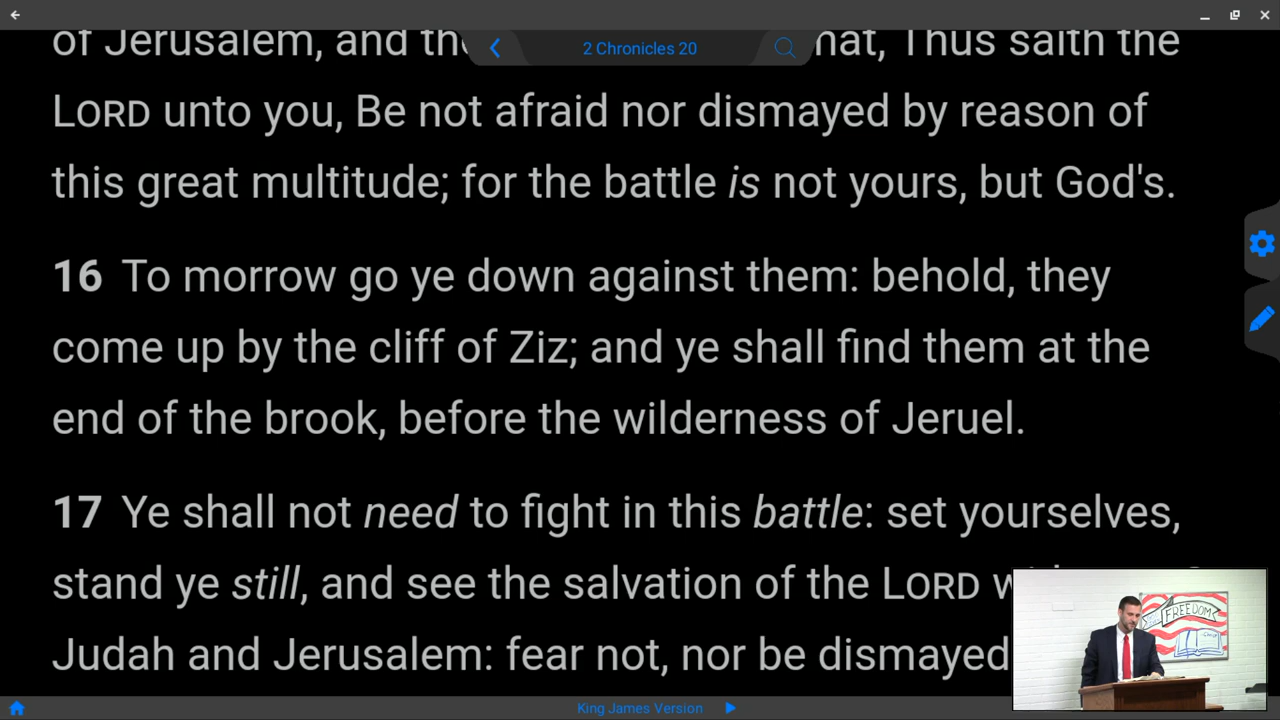 2 Chronicles 20
of Jerusalem, and hat, Thus saith the
LORD unto you, Be not afraid nor dismayed by reason of
this great multitude; for the battle is not yours, but God's.
16 To morrow go ye down against them: behold, they
come up by the cliff of Ziz; and ye shall find them at the
end of the brook, before the wilderness of Jeruel.
17 Ye shall not need to fight in this battle: set yourselves,
stand ye still, and see the salvation of the LORD
Judah and Jerusalem: fear not, nor be dismayed
FREEDOM
King James Version